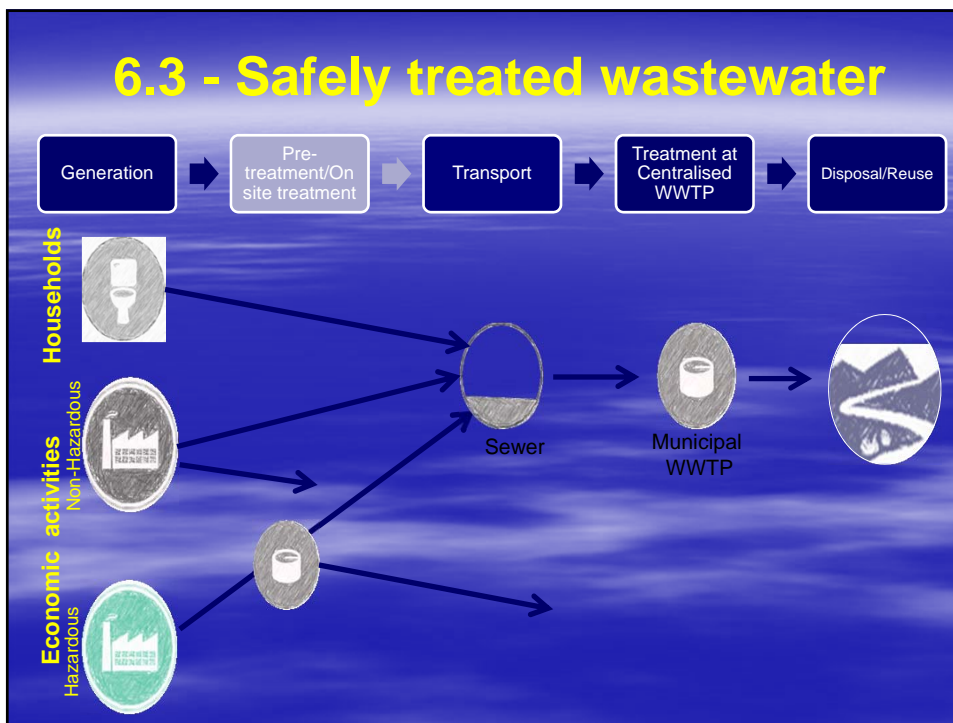 6.3 - Safely treated wastewater
Generation
Pre-
treatment/On
site treatment
Transport
Treatment at
Centralised
WWTP
Disposal/Reuse
Households
Economic activities
Non-Hazardous
Hazardous
Sewer
Municipal
WWTP